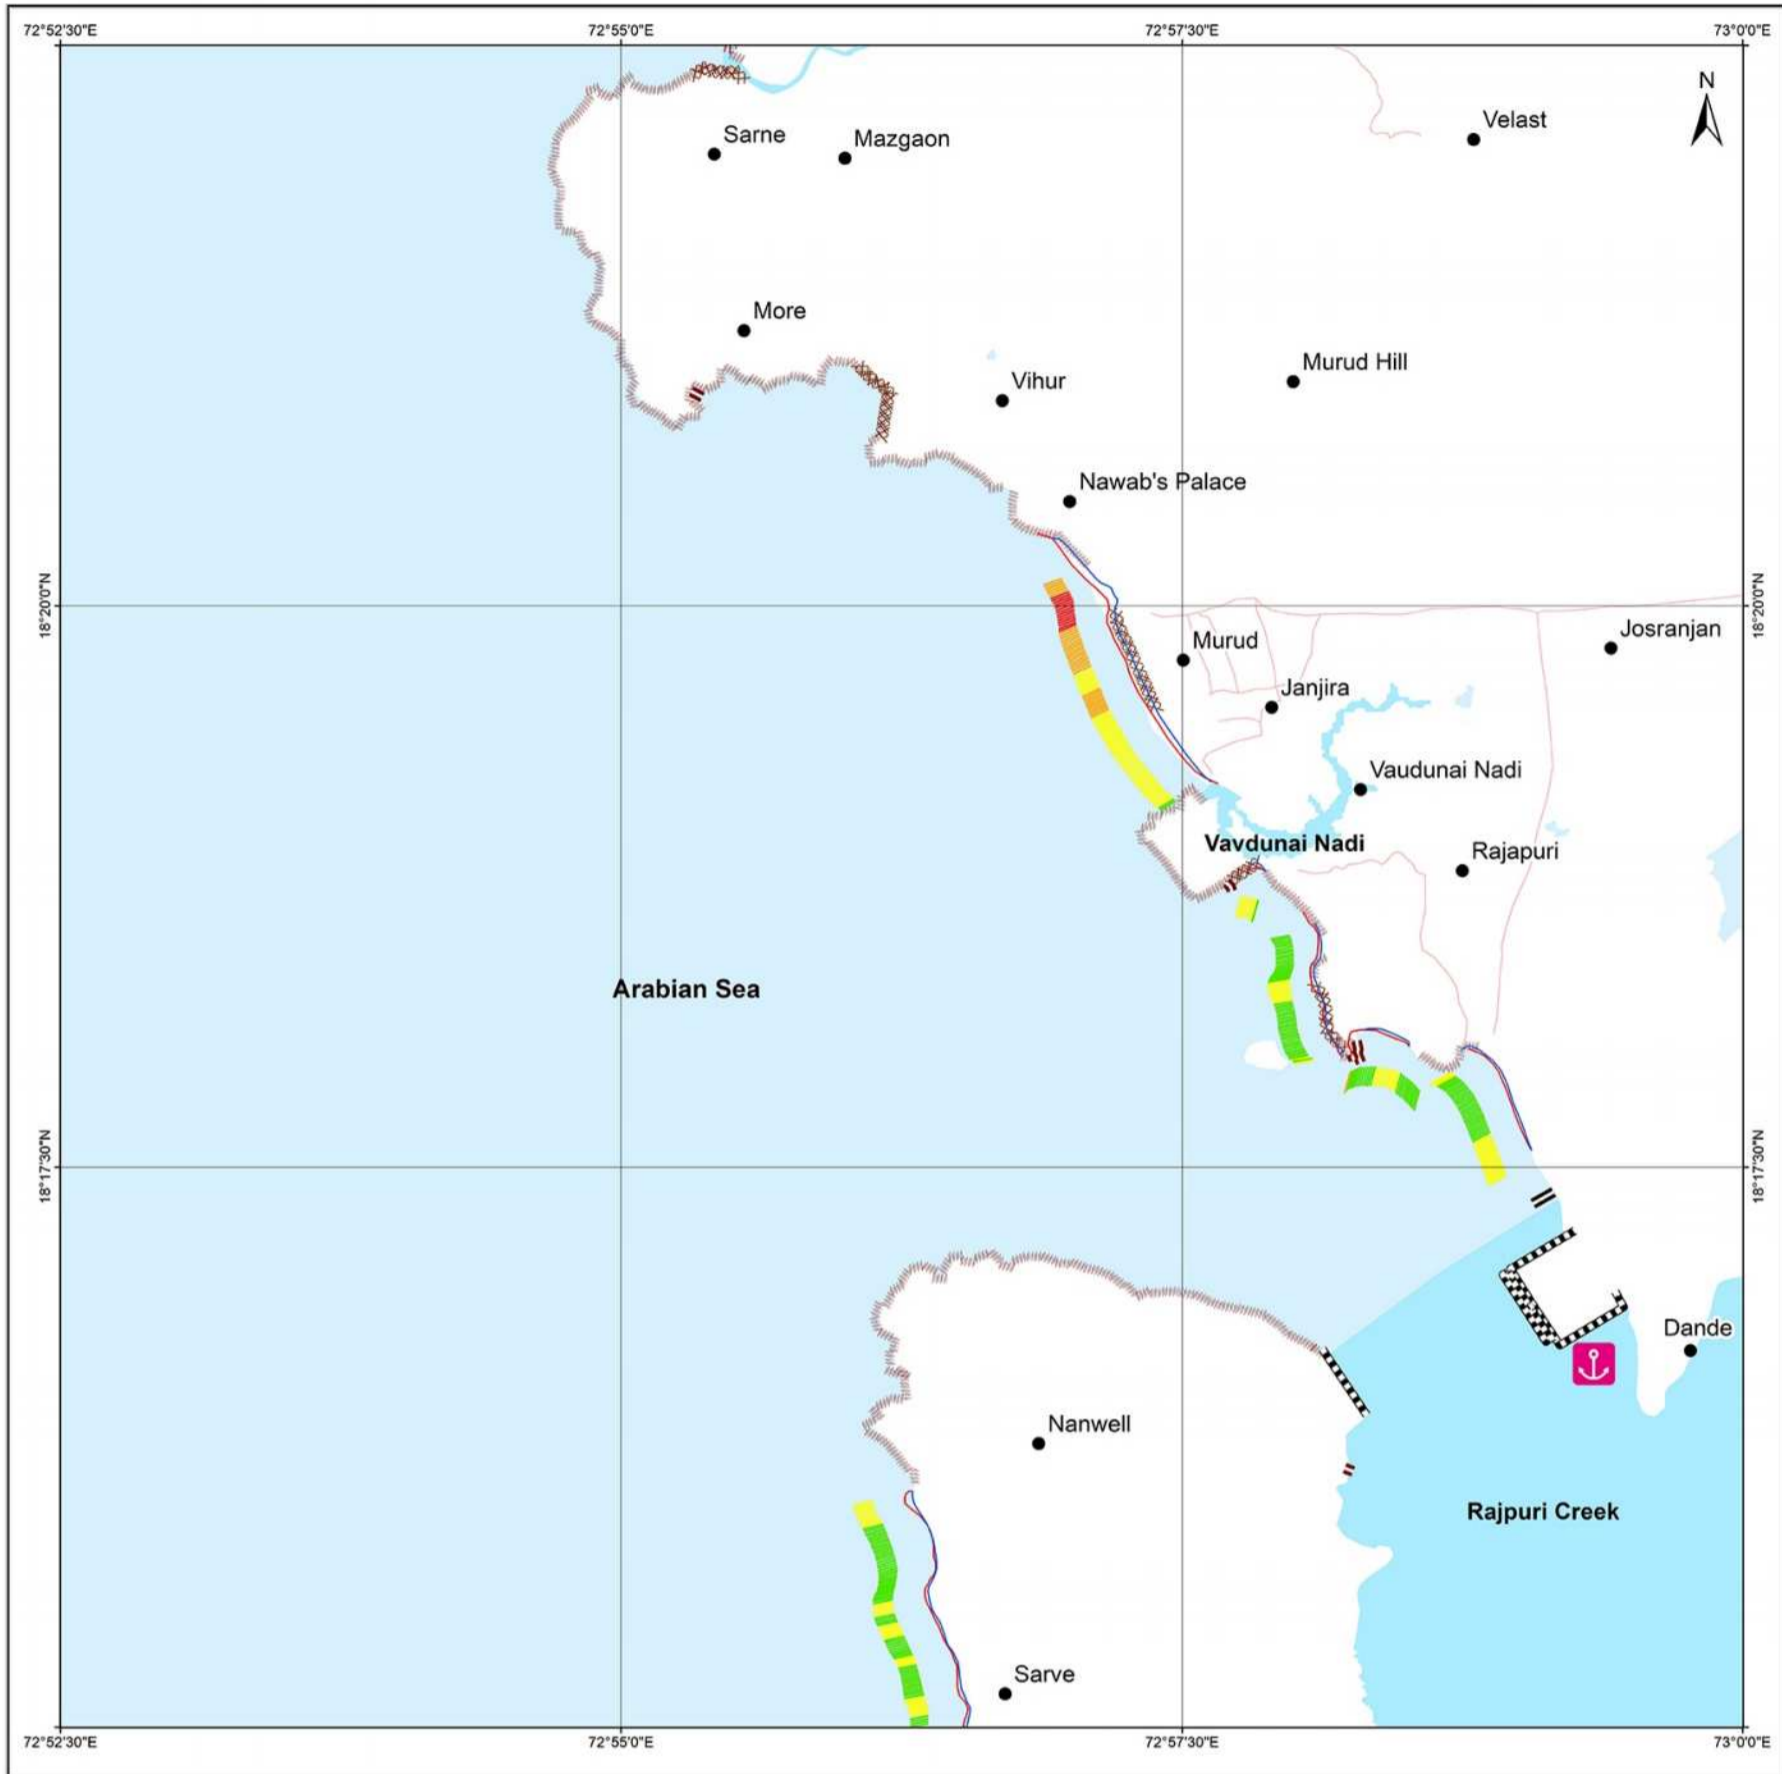 72°52'30"E
72°55'0"E
72°57'30"E
73°0'0"E
N
Velast
Sarne
Mazgaon
More
Murud Hill
Vihur
Nawab's Palace
18°20'0"N
18°20'0"N
Josranjan
Murud
Janjira
Vaudunai Nadi
Vavdunai Nadi
Rajapuri
Arabian Sea
18°17'30"N
18°17'30"N
Dande
Nanwell
Rajpuri Creek
Sarve
72°52'30"E
72°55'0"E
72°57'30"E
73°0'0"E